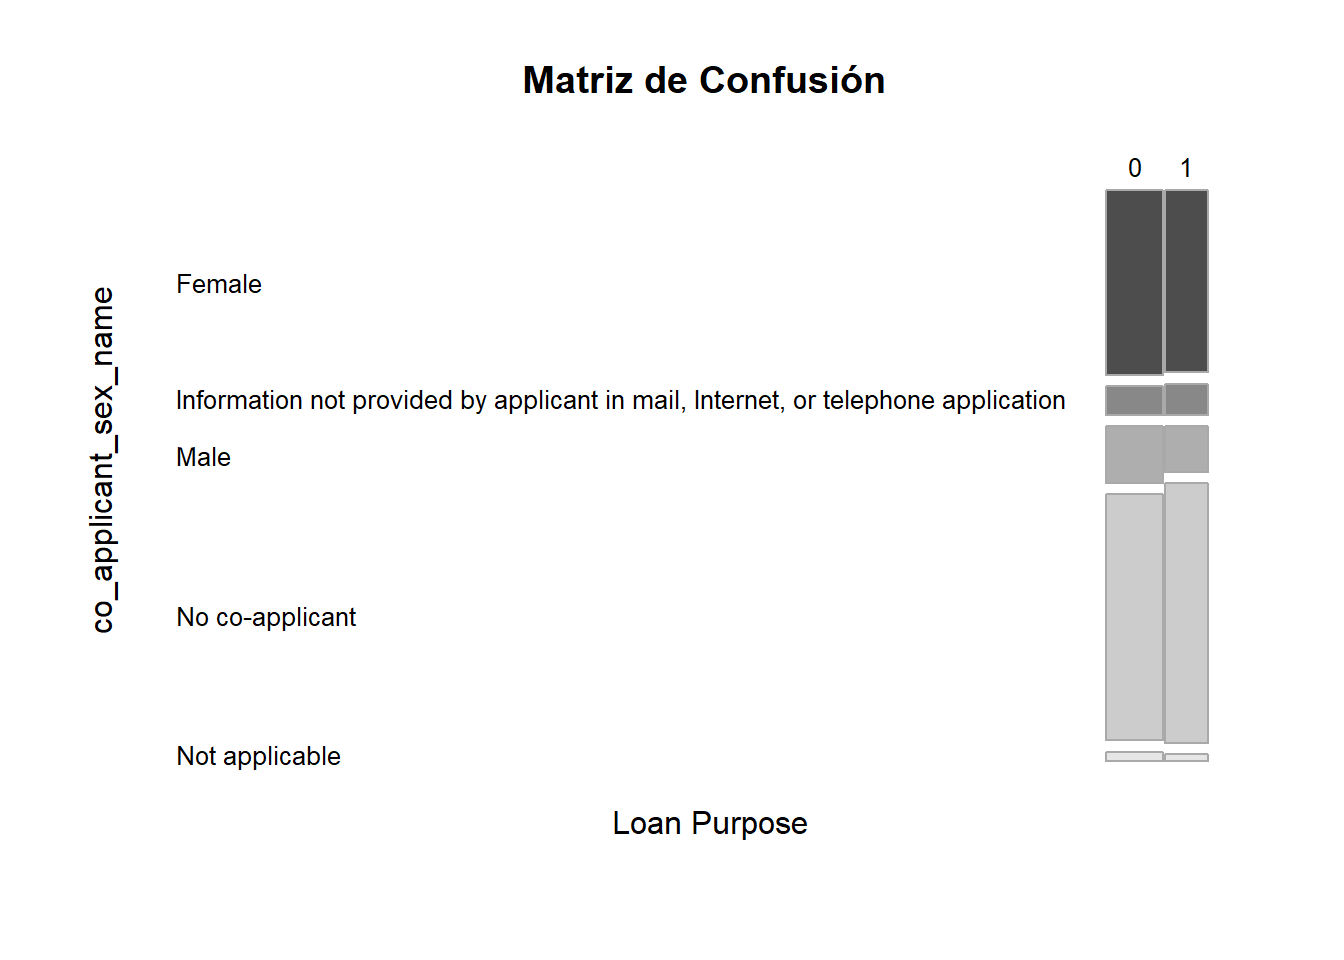 Matriz de Confusión
0 1
co_applicant_sex_name
Female
Information not provided by applicant in mail, Internet, or telephone application
Male
No co-applicant
Not applicable
Loan Purpose